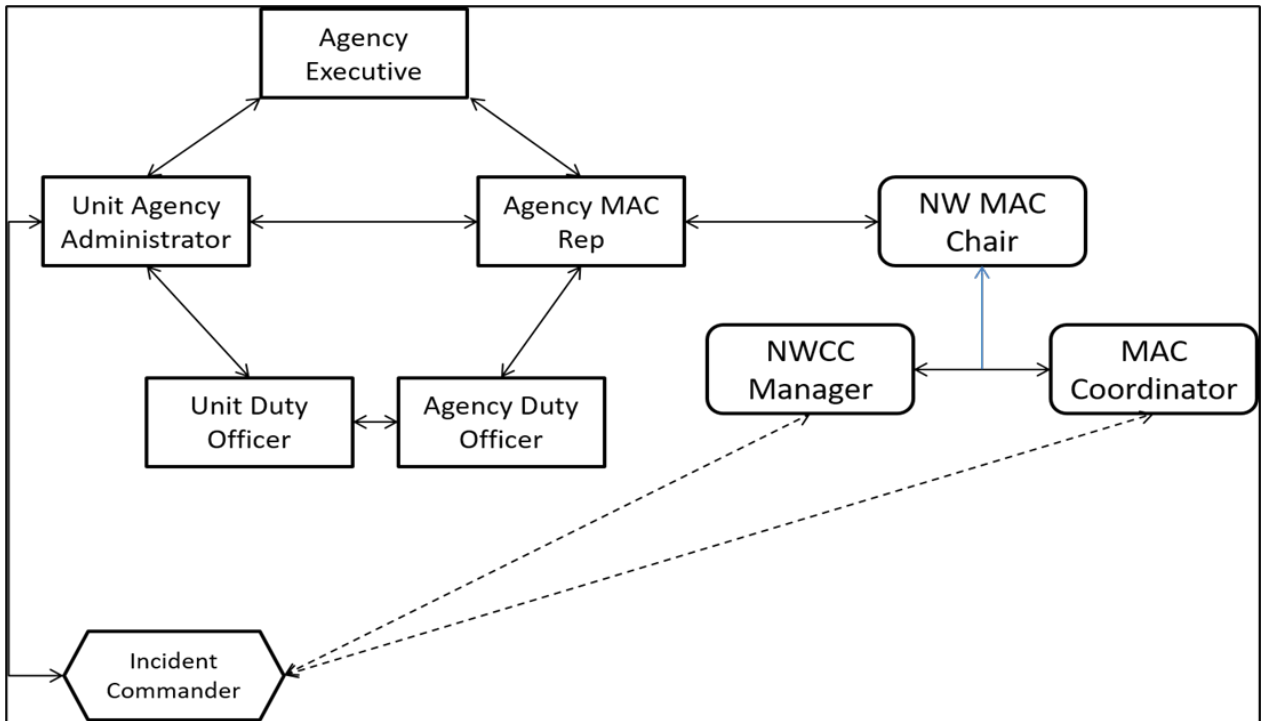 Agency
Executive
Unit Agency
Administrator
Agency MAC
Rep
NW MAC
Chair
NWCC
Manager
MAC
Coordinator
Unit Duty
Officer
Agency Duty
Officer
Incident
Commander